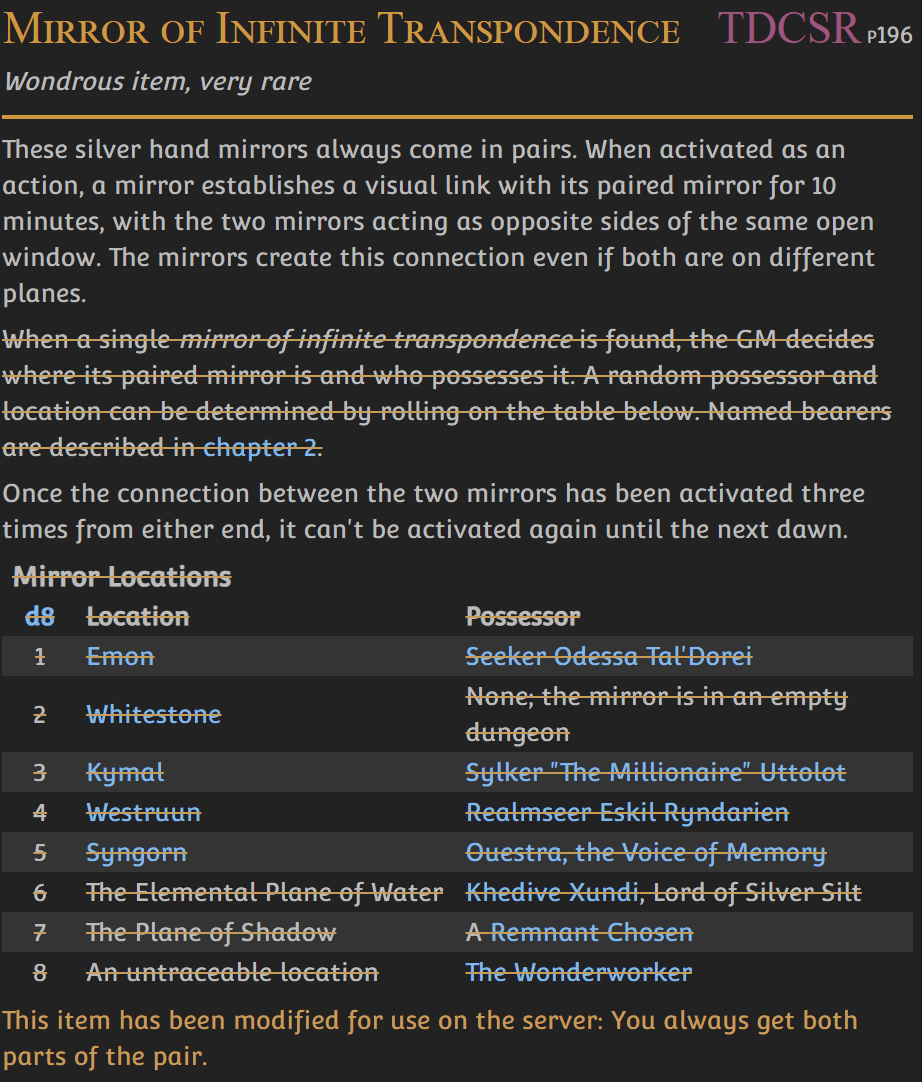 Mirror of Infinite Transpondence TDCSR p196
Wondrous item, very rare
These silver hand mirrors always come in pairs. When activated as an
action, a mirror establishes a visual link with its paired mirror for 10
minutes, with the two mirrors acting as opposite sides of the same open
window. The mirrors create this connection even if both are on different
planes.
When a single mirror of infinite transpondence is found, the GM decides
where its paired mirror is and who possesses it. A random possessor and
location can be determined by rolling on the table below. Named bearers
are described in chapter 2.
Once the connection between the two mirrors has been activated three
times from either end, it can't be activated again until the next dawn.
Mirror Locations
d8 Location Possessor
1 Emon Seeker Odessa Tal'Dorei
2 Whitestone None; the mirror is in an empty
dungeon
3 Kymal Sylker "The Millionaire" Uttolot
4 Westruun Realmseer Eskil Ryndarien
5 Syngorn Ouestra, the Voice of Memory
6 The Elemental Plane of Water Khedive Xundi, Lord of Silver Silt
7 The Plane of Shadow A Remnant Chosen
8 An untraceable location The Wonderworker
This item has been modified for use on the server: You always get both
parts of the pair.